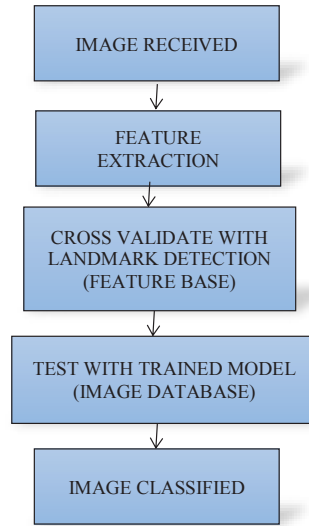 IMAGE RECEIVED
FEATURE
EXTRACTION
CROSS VALIDATE WITH
LANDMARK DETECTION
(FEATURE BASE)
TEST WITH TRAINED MODEL
(IMAGE DATABASE)
IMAGE CLASSIFIED